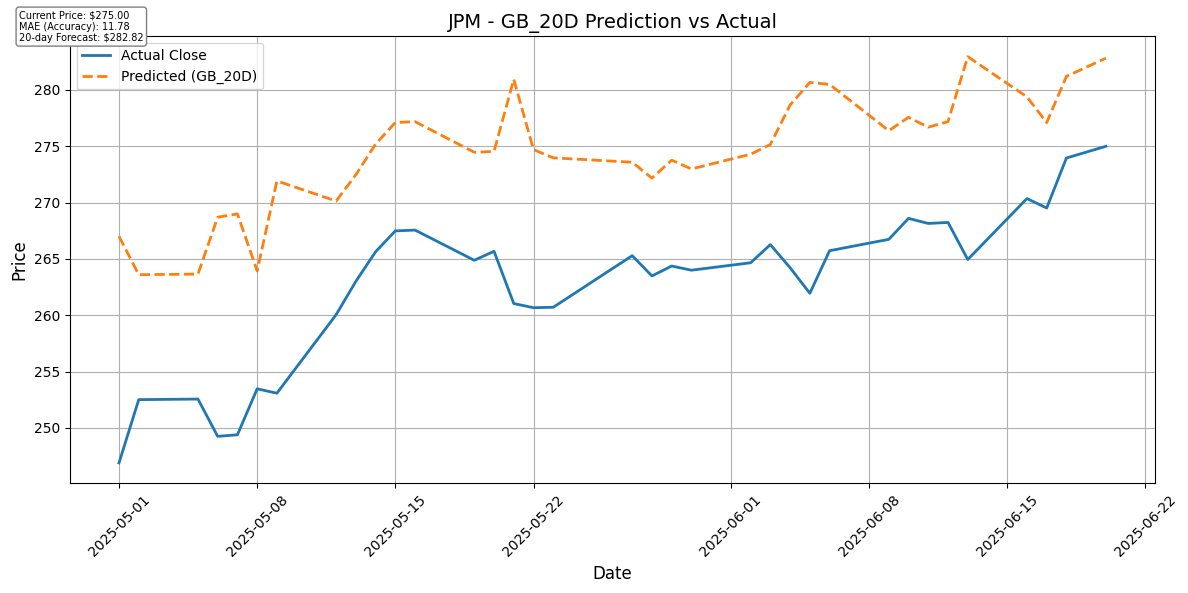 Current Price: $275.00
MAE (Accuracy): 11.78
20-day Forecast: $282.82
JPM - GB_20D Prediction vs Actual
Actual Close
Predicted (GB_20D)
Price
280
275
270
265
260
255
250
2025-05-01
2025-05-08
2025-05-15
2025-05-22
2025-06-01
2025-06-08
2025-06-15
2025-06-22
Date